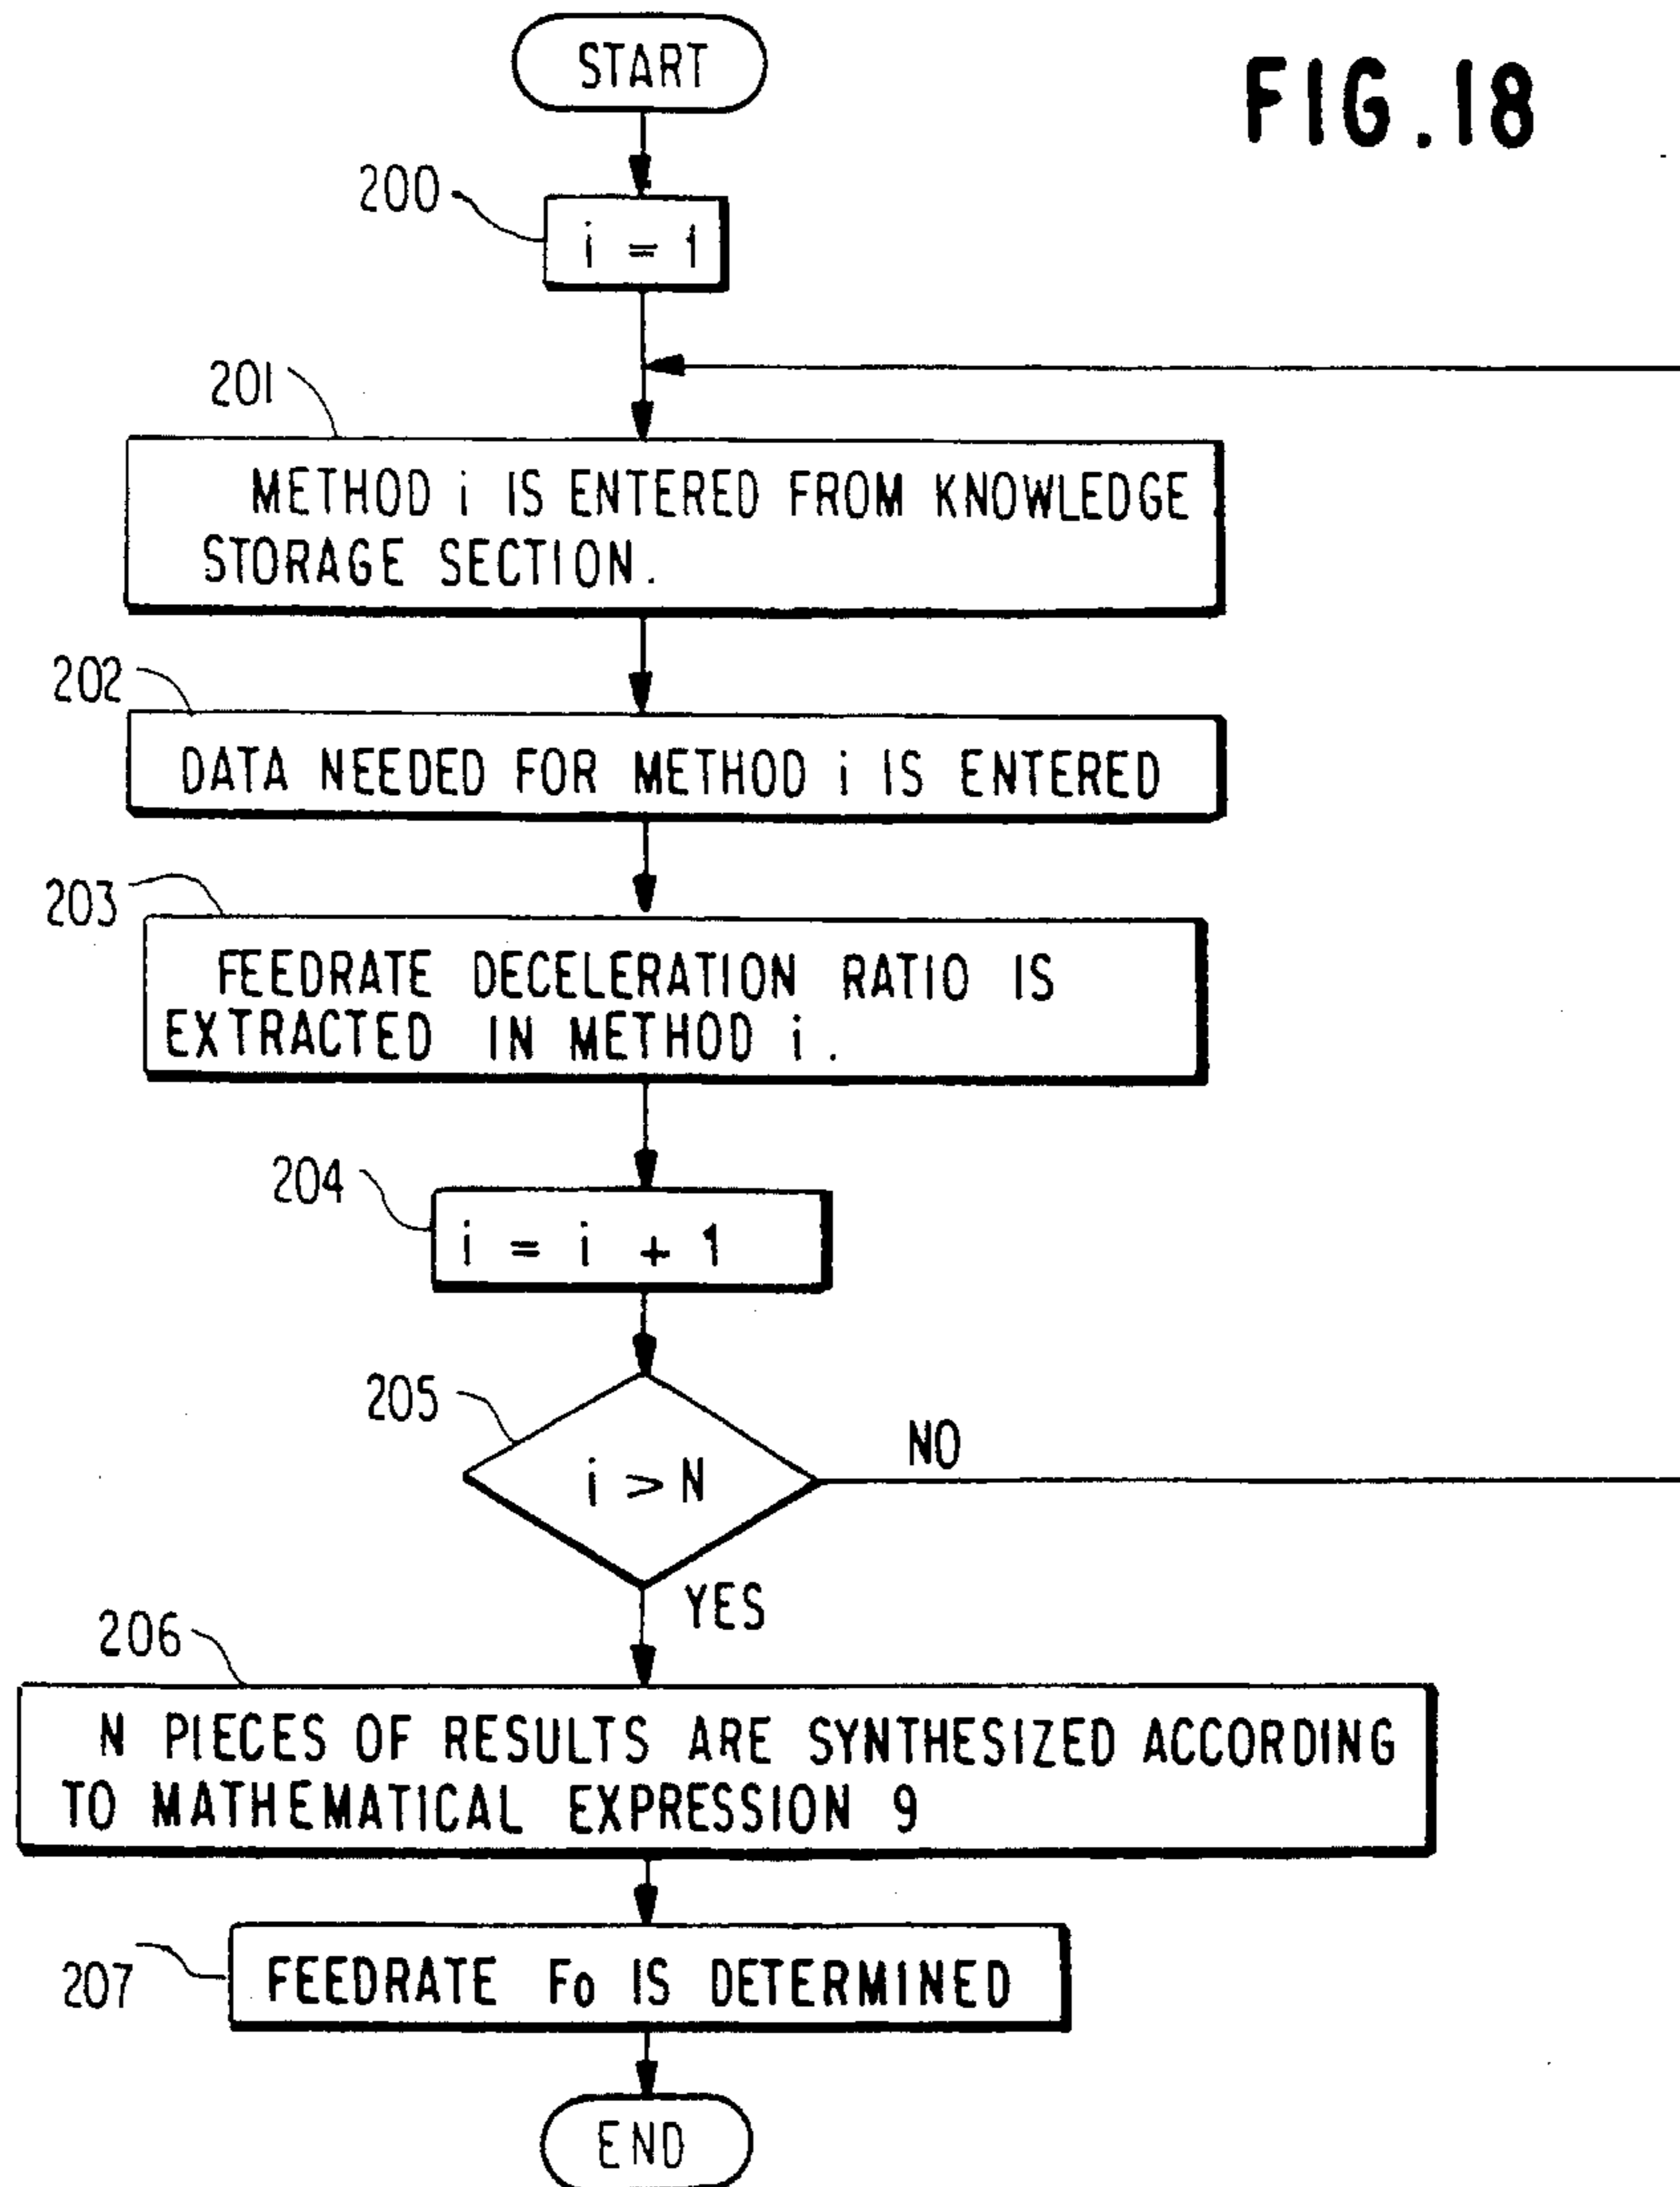 START
FIG.18
200
i = 1
201
METHOD i IS ENTERED FROM KNOWLEDGE
STORAGE SECTION.
202
DATA NEEDED FOR METHOD i IS ENTERED
203
FEEDRATE DECELERATION RATIO IS
EXTRACTED IN METHOD i.
204
i = i + 1
205
i > N
NO
YES
206
N PIECES OF RESULTS ARE SYNTHESIZED ACCORDING
TO MATHEMATICAL EXPRESSION 9
207
FEEDRATE Fo IS DETERMINED
END